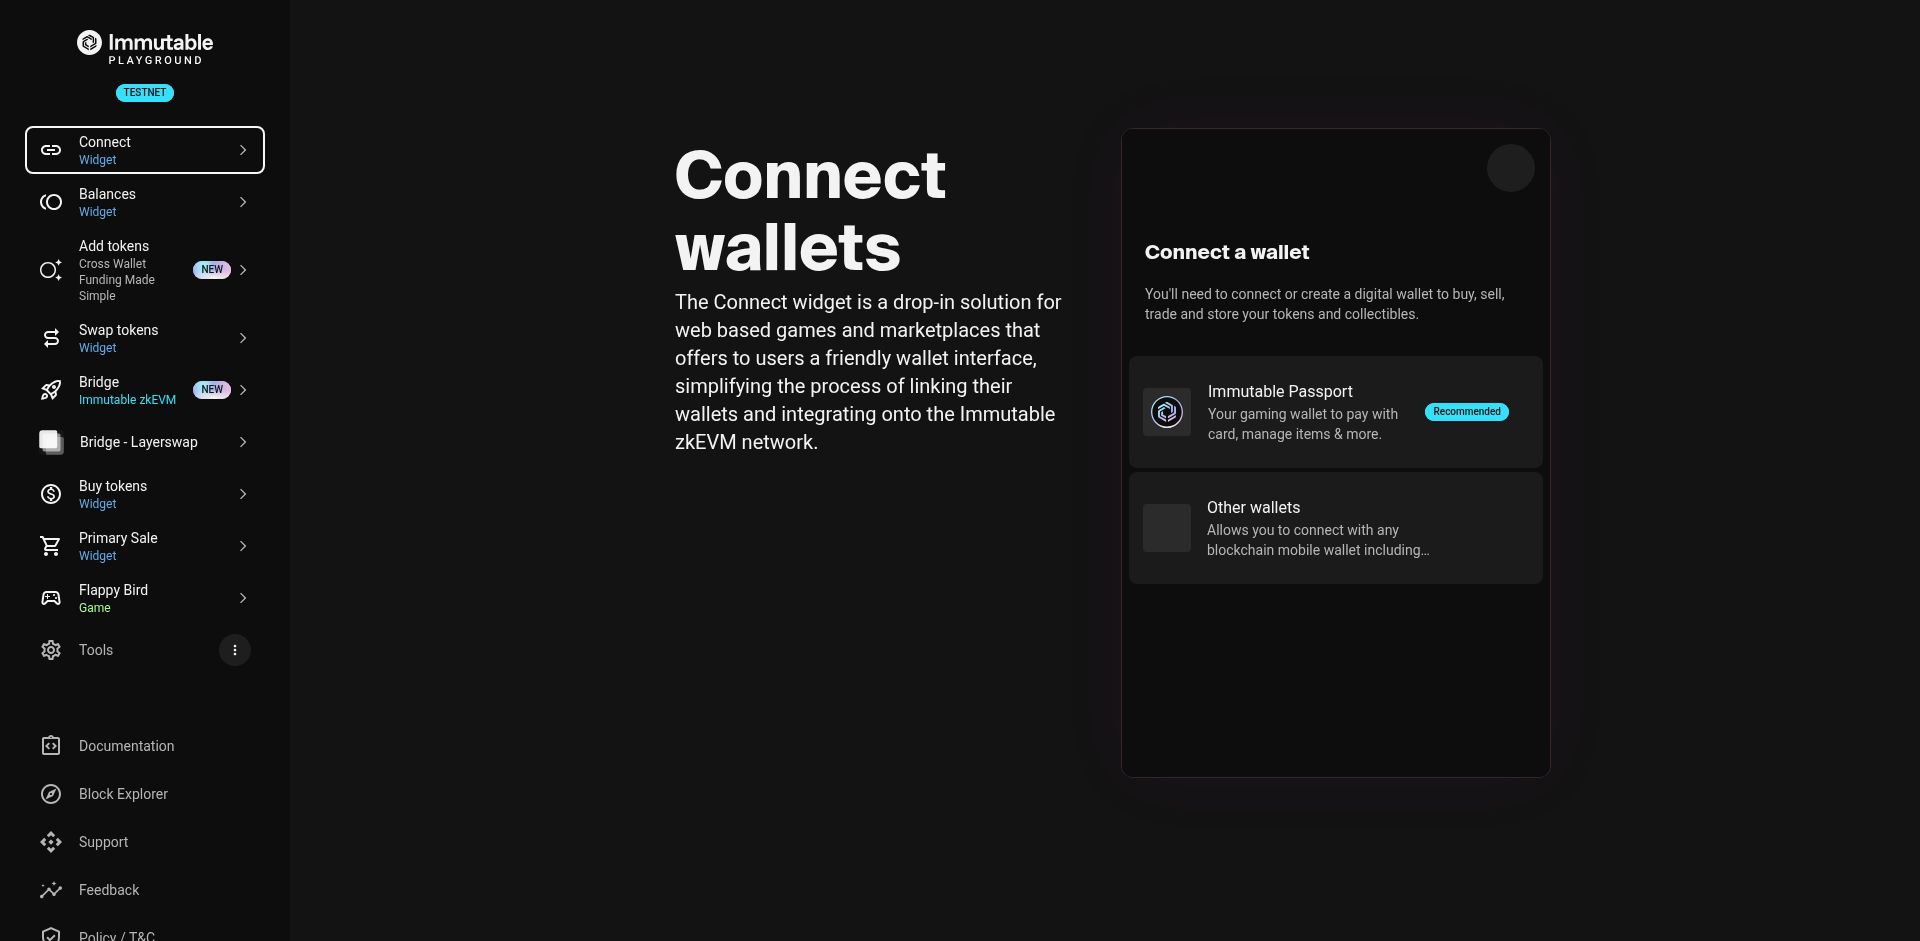 Immutable
PLAYGROUND
TESTNET
Connect
Widget
Balances
Widget
Add tokens
Cross Wallet
Funding Made
Simple
NEW
Swap tokens
Widget
Bridge
Immutable zkEVM
NEW
Bridge - Layerswap
Buy tokens
Widget
Primary Sale
Widget
Flappy Bird
Game
Tools
Documentation
Block Explorer
Support
Feedback
Policy / T&C
Connect
wallets
The Connect widget is a drop-in solution for
web based games and marketplaces that
offers to users a friendly wallet interface,
simplifying the process of linking their
wallets and integrating onto the Immutable
zkEVM network.
Connect a wallet
You'll need to connect or create a digital wallet to buy, sell,
trade and store your tokens and collectibles.
Immutable Passport
Your gaming wallet to pay with
card, manage items & more.
Recommended
Other wallets
Allows you to connect with any
blockchain mobile wallet including...